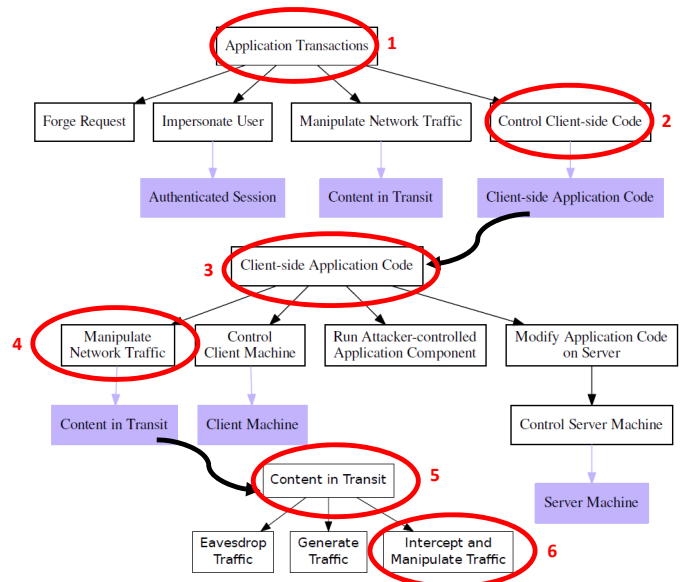 Application Transactions
1
Forge Request
Impersonate User
Manipulate Network Traffic
Control Client-side Code
2
Authenticated Session
Content in Transit
Client-side Application Code
3
Client-side Application Code
4
Manipulate
Network Traffic
Control
Client Machine
Run Attacker-controlled
Application Component
Modify Application Code
on Server
Content in Transit
Client Machine
Control Server Machine
Content in Transit
5
Server Machine
Eavesdrop
Traffic
Generate
Traffic
Intercept and
Manipulate Traffic
6